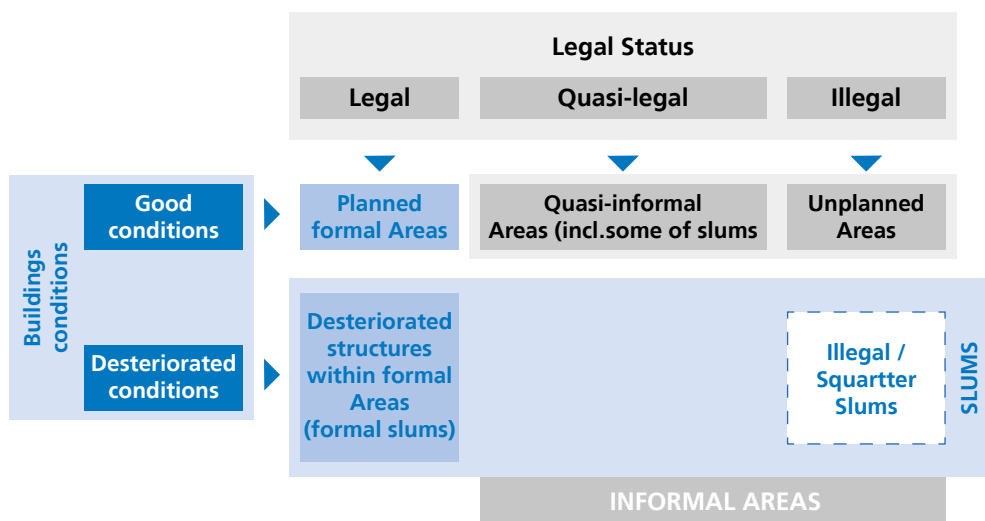 Legal Status
Legal
Quasi-legal
Illegal
Buildings
conditions
Good
conditions
Planned
formal Areas
Quasi-informal
Areas (incl.some of slums
Unplanned
Areas
Desteriorated
conditions
Desteriorated
structures
within formal
Areas
(formal slums)
Illegal /
Squartter
Slums
SLUMS
INFORMAL AREAS